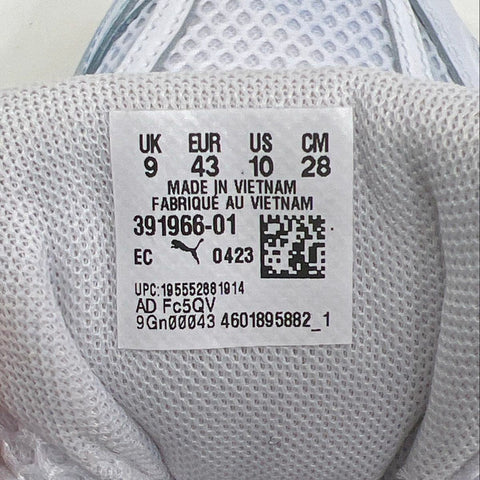 UK EUR US CM
9 43 10 28
MADE IN VIETNAM
FABRIQUÉ AU VIETNAM
391966-01
EC 0423
UPC:195552881914
AD Fc5QV
9Gn00043 4601895882_1